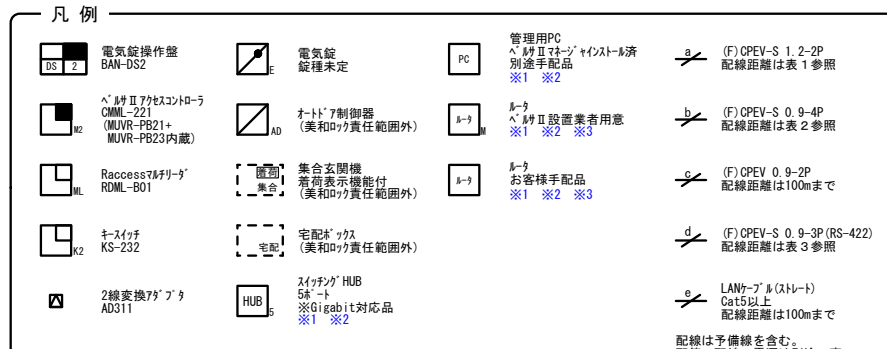 凡 例
DS 2
電気錠操作盤
BAN-DS2
M2
ﾍﾞﾙｻⅡｱｸｾｽｺﾝﾄﾛｰﾗ
CMML-221
(MUVR-PB21+
MUVR-PB23内蔵)
ML
Raccessﾏﾙﾁﾘｰﾀﾞ
RDML-B01
K2
ｷｰｽｲｯﾁ
KS-232
2線変換ｱﾀﾞﾌﾟﾀ
AD311
E
電気錠
錠種未定
AD
ｵｰﾄﾄﾞｱ制御器
(美和ﾛｯｸ責任範囲外)
着荷
集合
集合玄関機
着荷表示機能付
(美和ﾛｯｸ責任範囲外)
宅配
宅配ﾎﾞｯｸｽ
(美和ﾛｯｸ責任範囲外)
HUB 5
ｽｲｯﾁﾝｸﾞHUB
5ﾎﾟｰﾄ
※Gigabit対応品
※1 ※2
PC
管理用PC
ﾍﾞﾙｻⅡﾏﾈｰｼﾞｬｲﾝｽﾄｰﾙ済
別途手配品
※1 ※2
ﾙｰﾀ M
ﾙｰﾀ
ﾍﾞﾙｻⅡ設置業者用意
※1 ※2 ※3
ﾙｰﾀ
ﾙｰﾀ
お客様手配品
※1 ※2 ※3
a
(F)CPEV-S 1.2-2P
配線距離は表１参照
b
(F)CPEV-S 0.9-4P
配線距離は表２参照
c
(F)CPEV 0.9-2P
配線距離は100mまで
d
(F)CPEV-S 0.9-3P(RS-422)
配線距離は表３参照
e
LANｹｰﾌﾞﾙ(ｽﾄﾚｰﾄ)
Cat5以上
配線距離は100mまで
配線は予備線を含む。